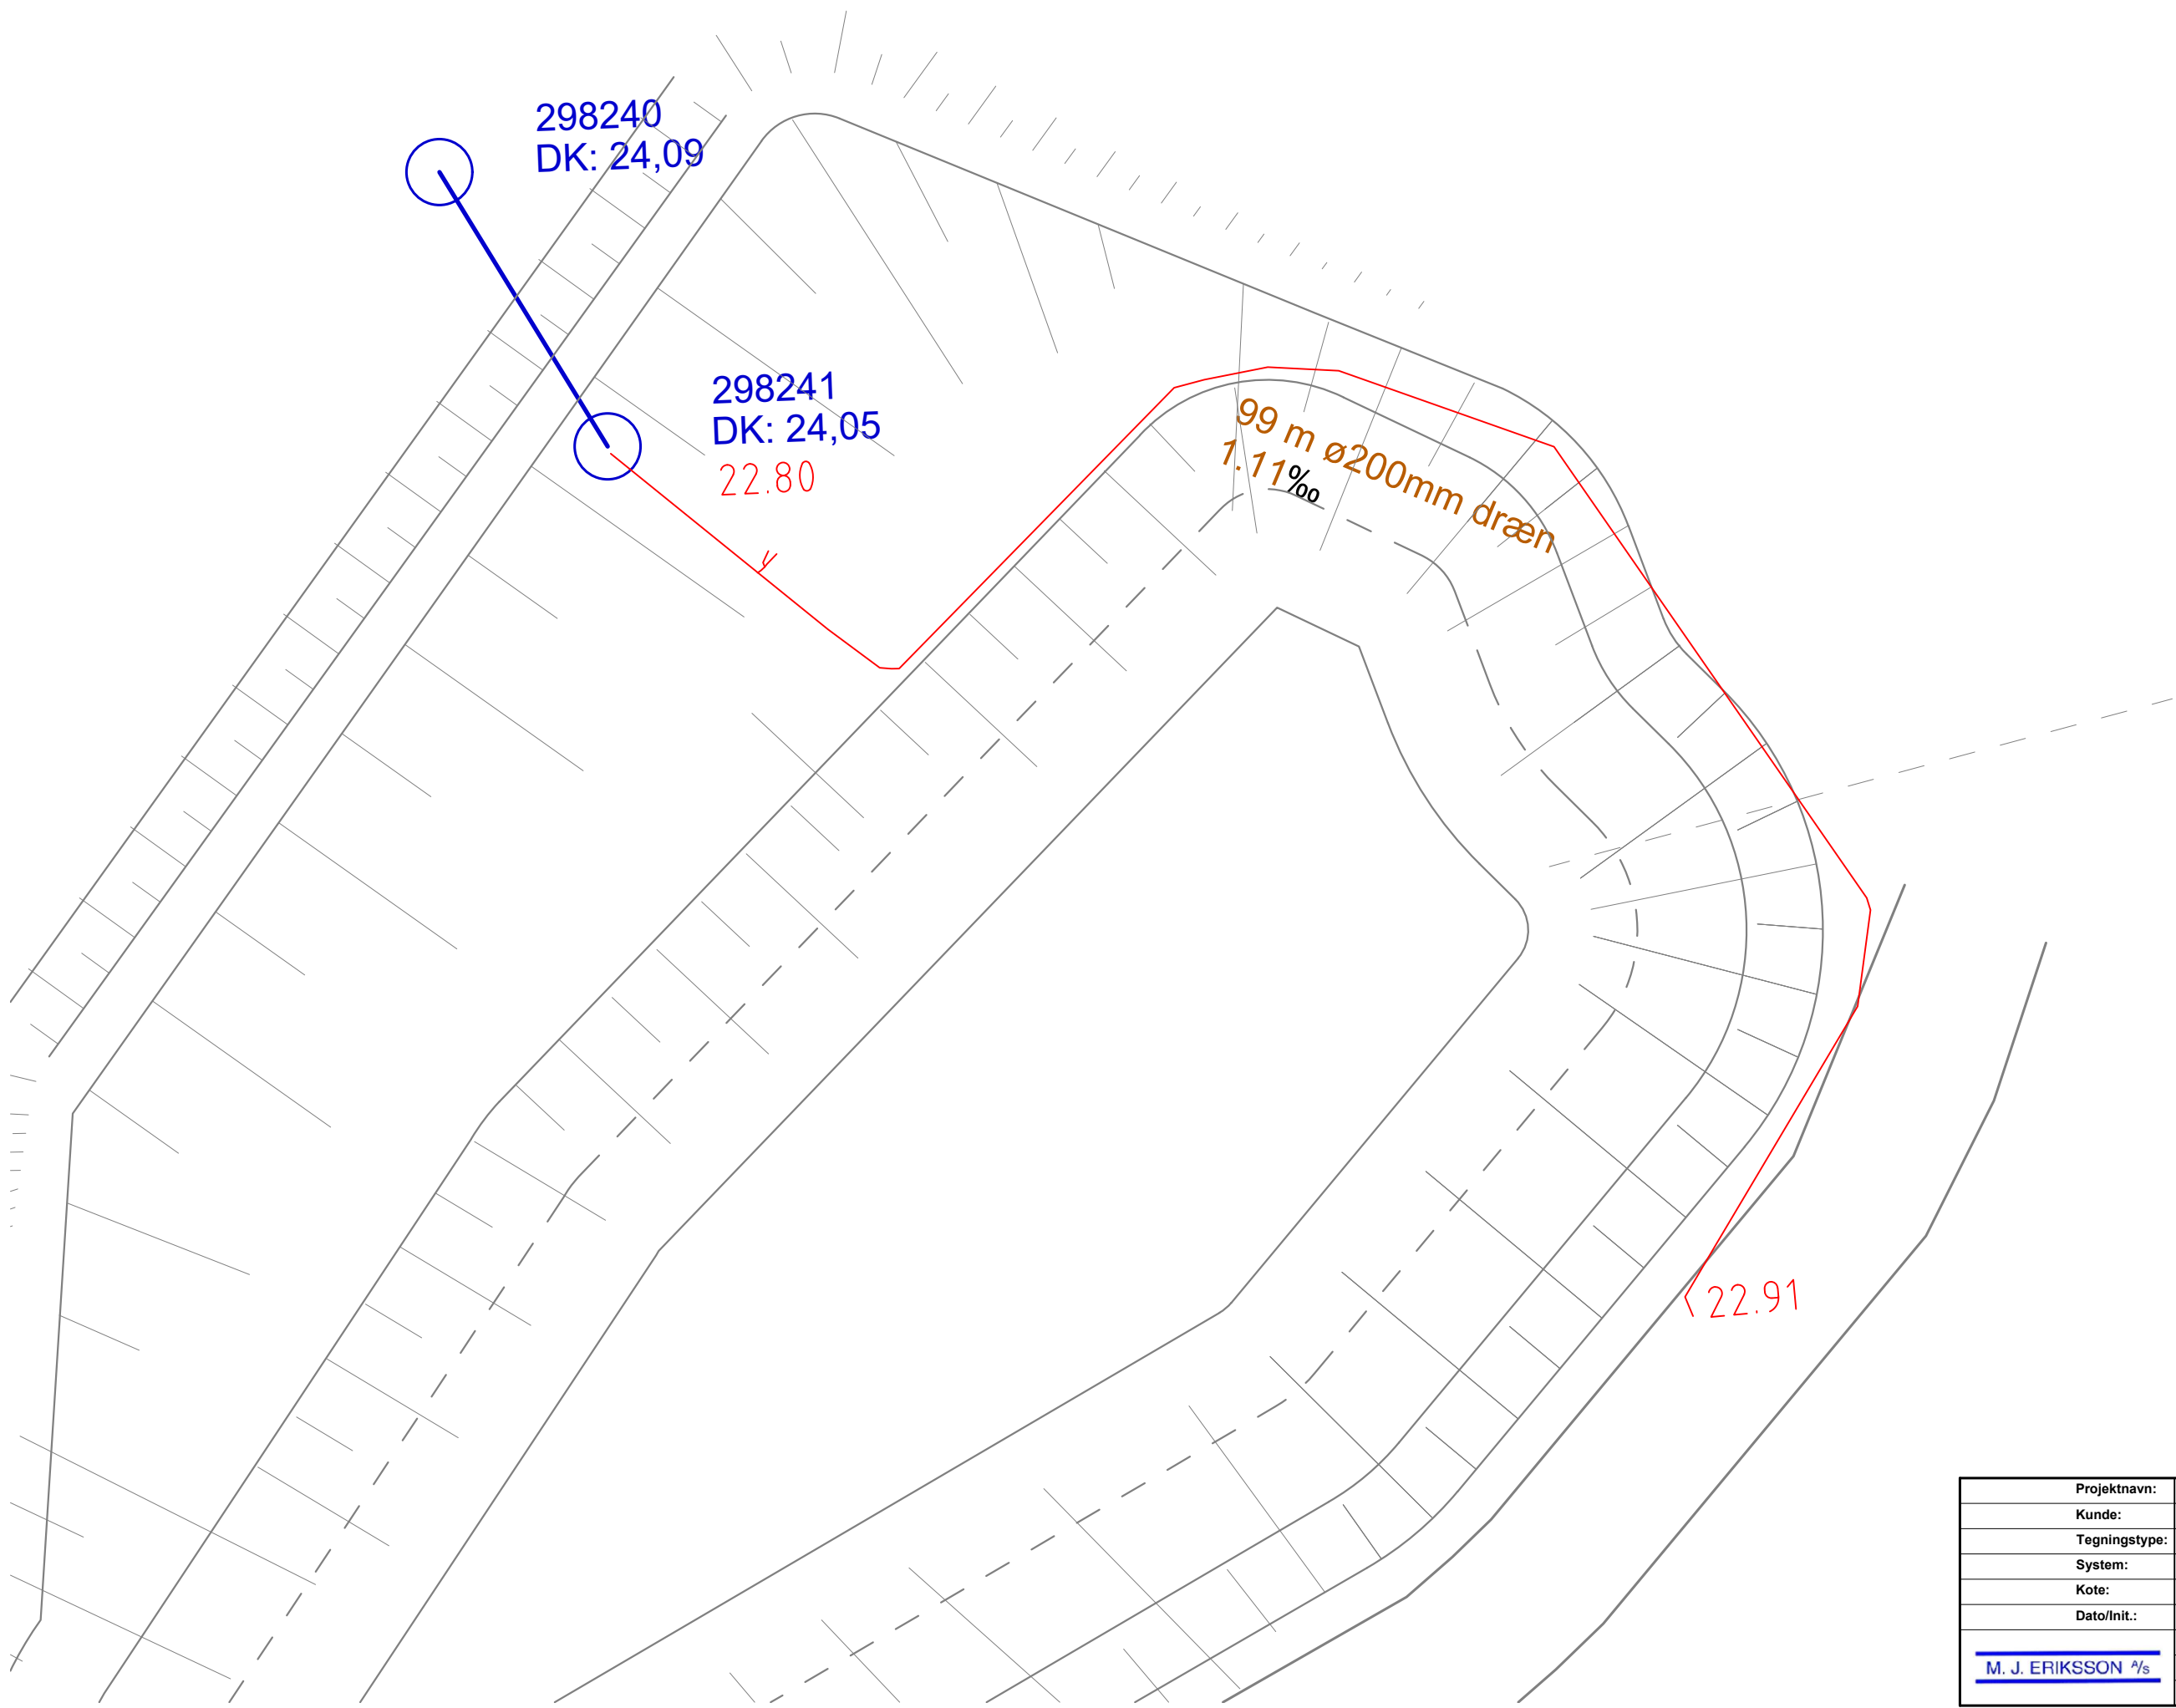 298240
DK: 24,09
298241
DK: 24,05
22.80
99 m ø200mm dræn
1.11‰
22.91
Projektnavn:
Kunde:
Tegningstype:
System:
Kote:
Dato/Init.:
M. J. ERIKSSON A/s